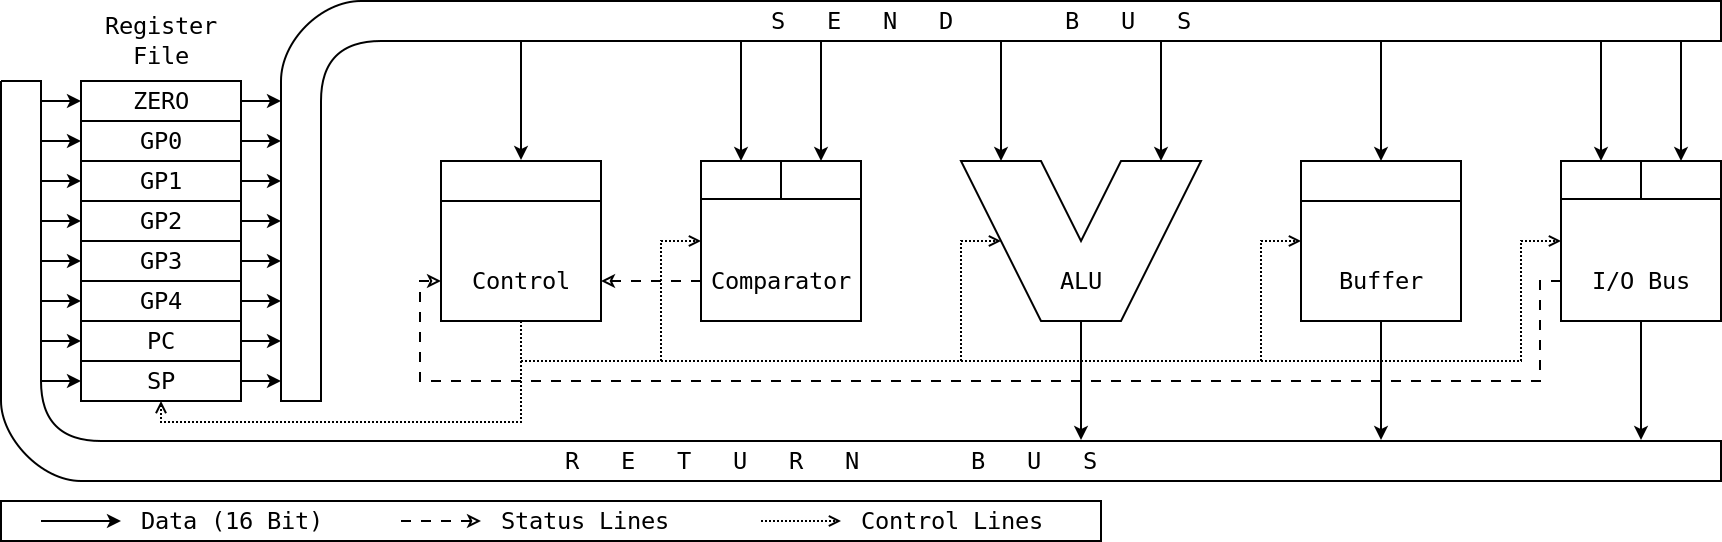 Register
File
S E N D   B U S
ZERO
GP0
GP1
GP2
GP3
GP4
PC
SP
Control
Comparator
ALU
Buffer
I/O Bus
R E T U R N   B U S
Data (16 Bit)
Status Lines
Control Lines